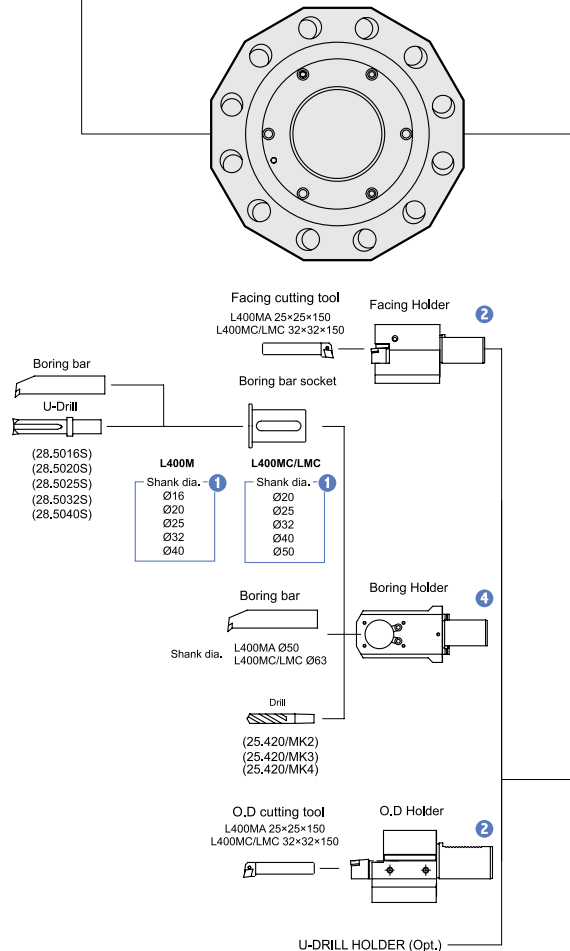 Facing cutting tool
L400MA 25×25×150
L400MC/LMC 32×32×150
Facing Holder
2
Boring bar
U-Drill
(28.5016S)
(28.5020S)
(28.5025S)
(28.5032S)
(28.5040S)
Boring bar socket
L400M
Shank dia.
1
Ø16
Ø20
Ø25
Ø32
Ø40
L400MC/LMC
Shank dia.
1
Ø20
Ø25
Ø32
Ø40
Ø50
Boring bar
Shank dia.
L400MA Ø50
L400MC/LMC Ø63
Boring Holder
4
Drill
(25.420/MK2)
(25.420/MK3)
(25.420/MK4)
O.D cutting tool
L400MA 25×25×150
L400MC/LMC 32×32×150
O.D Holder
2
U-DRILL HOLDER (Opt.)